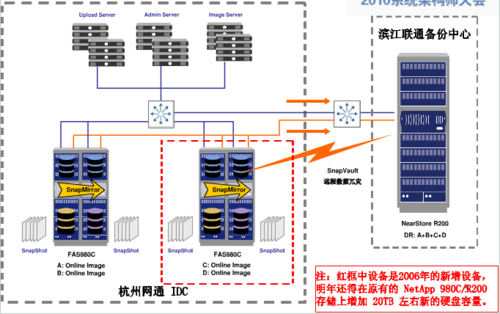 2010系统架构师大会
Upload Server
Admin Server
Image Server
滨江联通备份中心
SnapMirror
SnapMirror
SnapVault
远程数据冗灾
NearStore R200
DR: A+B+C+D
SnapShot
FAS980C
SnapShot
SnapShot
FAS980C
SnapShot
A: Online Image
B: Online Image
C: Online Image
D: Online Image
杭州网通 IDC
注：红框中设备是2006年的新增设备，
明年还得在原有的 NetApp 980C/R200
存储上增加 20TB 左右新的硬盘容量。